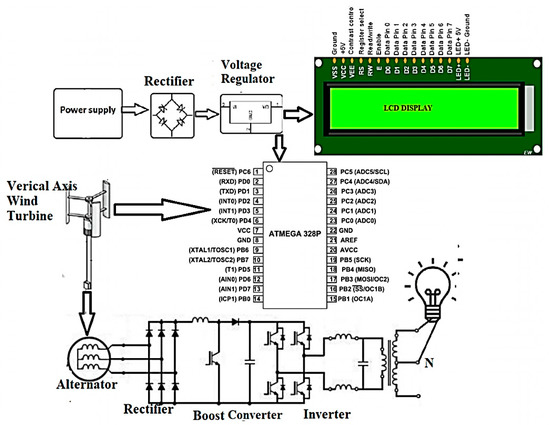 Ground
+5V
Contrast contro
Register select
Read/write
Enable
Data Pin 0
Data Pin 1
Data Pin 2
Data Pin 3
Data Pin 4
Data Pin 5
Data Pin 6
Data Pin 7
LED+ 5V
LED- Ground
VSS
VCC
VEE
RS
RW
E
D0
D1
D2
D3
D4
D5
D6
D7
LED+
LED-
LCD DISPLAY
Voltage
Regulator
Rectifier
Power supply
Verical Axis
Wind
Turbine
ATMEGA 328P
(RESET) PC6 1
(RXD) PD0 2
(TXD) PD1 3
(INT0) PD2 4
(INT1) PD3 5
(XCK/T0) PD4 6
VCC 7
GND 8
(XTAL1/TOSC1) PB6 9
(XTAL2/TOSC2) PB7 10
(T1) PD5 11
(AIN0) PD6 12
(AIN1) PD7 13
(ICP1) PB0 14
28 PC5 (ADC5/SCL)
27 PC4 (ADC4/SDA)
26 PC3 (ADC3)
25 PC2 (ADC2)
24 PC1 (ADC1)
23 PC0 (ADC0)
22 GND
21 AREF
20 AVCC
19 PB5 (SCK)
18 PB4 (MISO)
17 PB3 (MOSI/OC2)
16 PB2 (SS/OC1B)
15 PB1 (OC1A)
N
Alternator
Rectifier
Boost Converter
Inverter